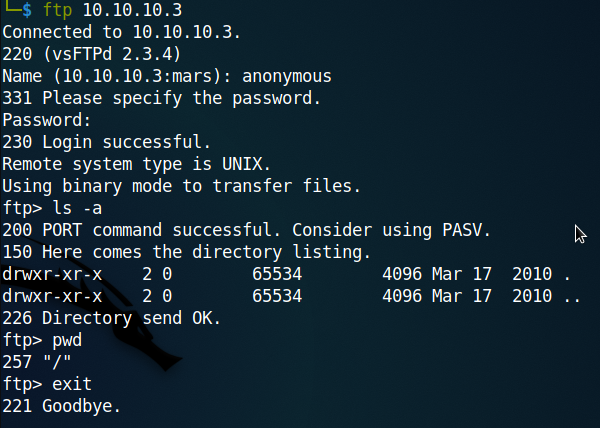 └─$ ftp 10.10.10.3
Connected to 10.10.10.3.
220 (vsFTPd 2.3.4)
Name (10.10.10.3:mars): anonymous
331 Please specify the password.
Password:
230 Login successful.
Remote system type is UNIX.
Using binary mode to transfer files.
ftp> ls -a
200 PORT command successful. Consider using PASV.
150 Here comes the directory listing.
drwxr-xr-x    2 0        65534        4096 Mar 17  2010 .
drwxr-xr-x    2 0        65534        4096 Mar 17  2010 ..
226 Directory send OK.
ftp> pwd
257 "/"
ftp> exit
221 Goodbye.